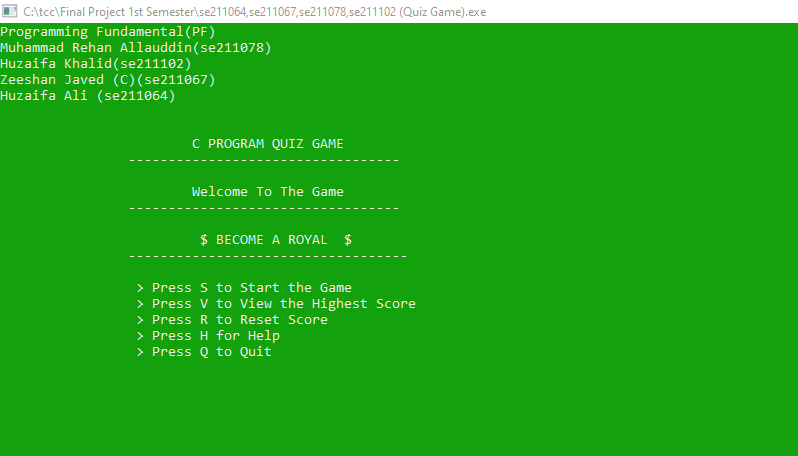 C:\tcc\Final Project 1st Semester\se211064,se211067,se211078,se211102 (Quiz Game).exe
Programming Fundamental(PF)
Muhammad Rehan Allauddin(se211078)
Huzaifa Khalid(se211102)
Zeeshan Javed (C)(se211067)
Huzaifa Ali (se211064)
C PROGRAM QUIZ GAME
----------------------------------
Welcome To The Game
----------------------------------
$ BECOME A ROYAL  $
-----------------------------------
> Press S to Start the Game
> Press V to View the Highest Score
> Press R to Reset Score
> Press H for Help
> Press Q to Quit